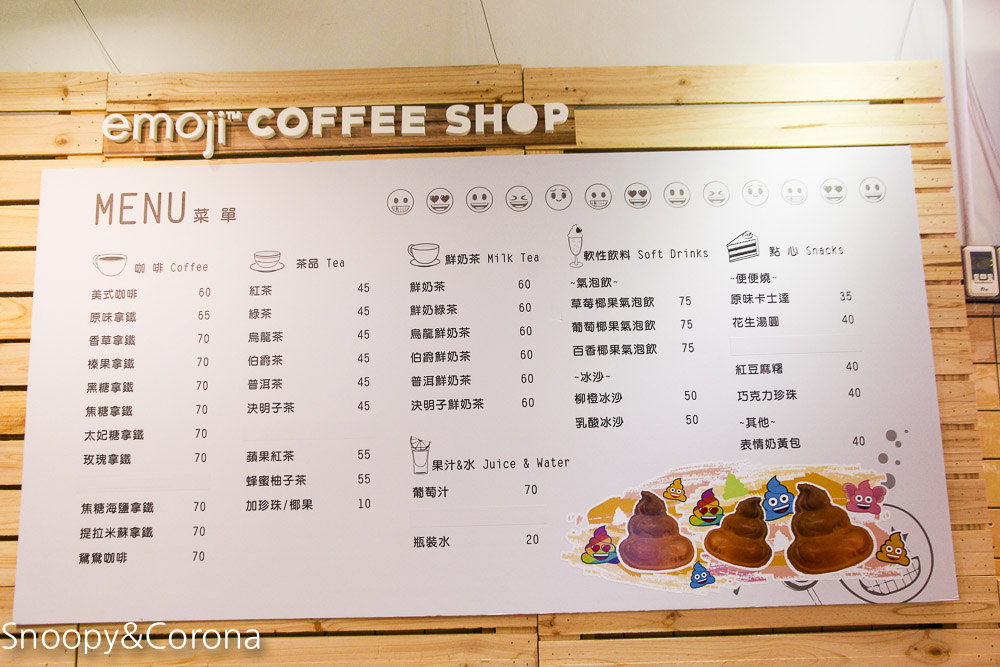 emoji™ COFFEE SHOP
MENU 菜單
咖啡 Coffee
美式咖啡 60
原味拿鐵 65
香草拿鐵 70
榛果拿鐵 70
黑糖拿鐵 70
焦糖拿鐵 70
太妃糖拿鐵 70
玫瑰拿鐵 70
焦糖海鹽拿鐵 70
提拉米蘇拿鐵 70
鴛鴦咖啡 70
茶品 Tea
紅茶 45
綠茶 45
烏龍茶 45
伯爵茶 45
普洱茶 45
決明子茶 45
蘋果紅茶 55
蜂蜜柚子茶 55
加珍珠/椰果 10
鮮奶茶 Milk Tea
鮮奶茶 60
鮮奶綠茶 60
烏龍鮮奶茶 60
伯爵鮮奶茶 60
普洱鮮奶茶 60
決明子鮮奶茶 60
果汁&水 Juice & Water
葡萄汁 70
瓶裝水 20
軟性飲料 Soft Drinks
~氣泡飲~
草莓椰果氣泡飲 75
葡萄椰果氣泡飲 75
百香椰果氣泡飲 75
~冰沙~
柳橙冰沙 50
乳酸冰沙 50
點心 Snacks
~便便燒~
原味卡士達 35
花生湯圓 40
紅豆麻糬 40
巧克力珍珠 40
~其他~
表情奶黃包 40
Snoopy&Corona